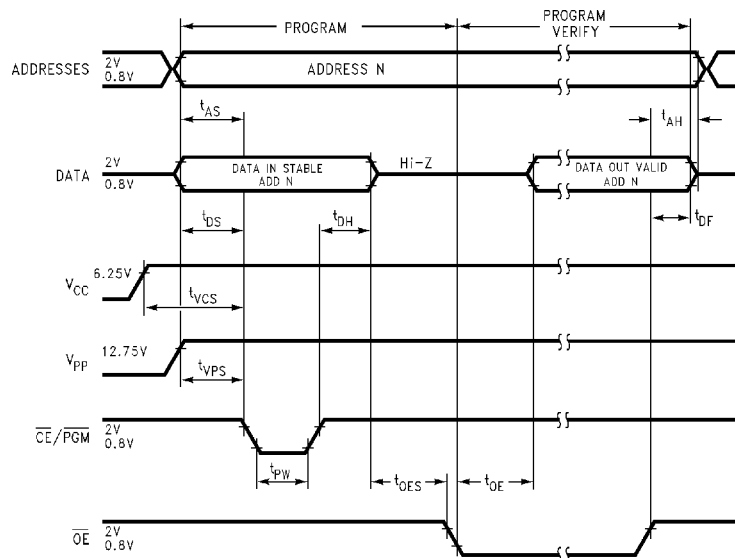 PROGRAM
PROGRAM
VERIFY
ADDRESSES
2V
0.8V
ADDRESS N
tAS
tAH
DATA
2V
0.8V
DATA IN STABLE
ADD N
Hi-Z
DATA OUT VALID
ADD N
tDS
tDH
tDF
VCC
6.25V
tVCS
VPP
12.75V
tVPS
CE/PGM
2V
0.8V
tPW
tOES
tOE
OE
2V
0.8V